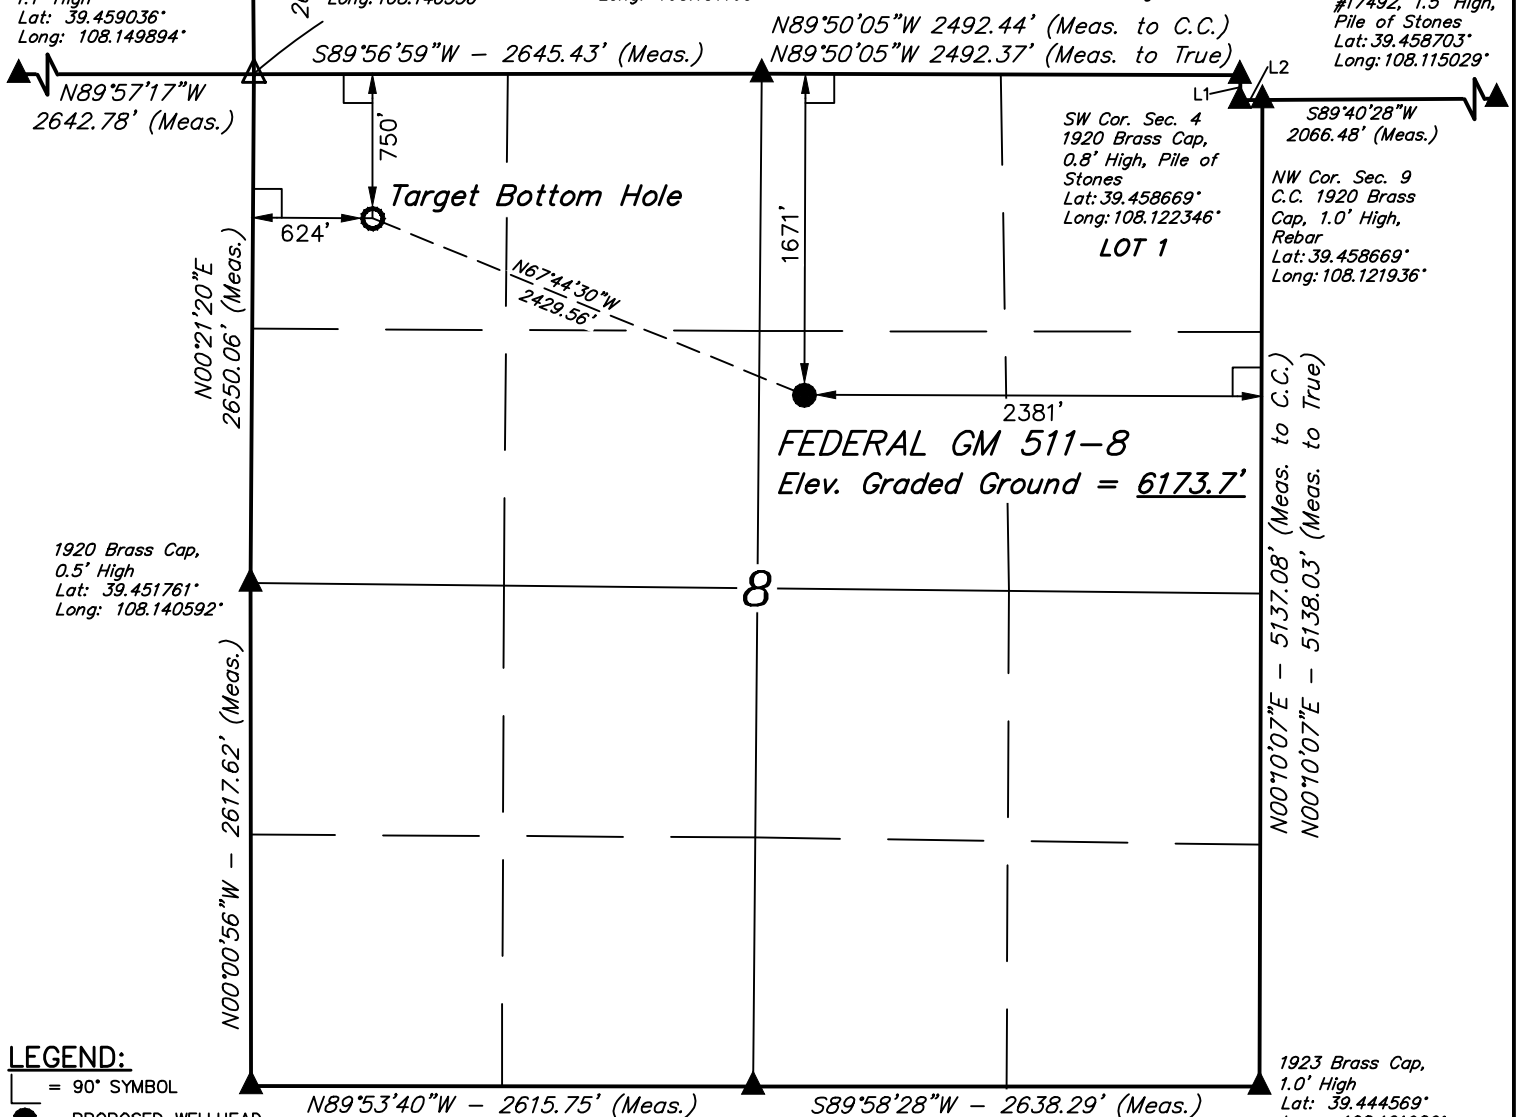 Lat: 39.459036°
Long: 108.149894°
N89°50'05"W 2492.44' (Meas. to C.C.)
S89°56'59"W - 2645.43' (Meas.)
N89°50'05"W 2492.37' (Meas. to True)
#17492, 1.5' High,
Pile of Stones
Lat: 39.458703°
Long: 108.115029°
N89°57'17"W
2642.78' (Meas.)
L2
L1
S89°40'28"W
2066.48' (Meas.)
750'
SW Cor. Sec. 4
1920 Brass Cap,
0.8' High, Pile of
Stones
Lat: 39.458669°
Long: 108.122346°
LOT 1
NW Cor. Sec. 9
C.C. 1920 Brass
Cap, 1.0' High,
Rebar
Lat: 39.458669°
Long: 108.121936°
Target Bottom Hole
624'
1671'
N67°44'30"W
2429.56'
N00°21'20"E
2650.06' (Meas.)
2381'
FEDERAL GM 511-8
Elev. Graded Ground = 6173.7'
1920 Brass Cap,
0.5' High
Lat: 39.451761°
Long: 108.140592°
8
N00°10'07"E - 5137.08' (Meas. to C.C.)
N00°10'07"E - 5138.03' (Meas. to True)
N00°00'56"W - 2617.62' (Meas.)
LEGEND:
= 90° SYMBOL
PROPOSED WELLHEAD
N89°53'40"W - 2615.75' (Meas.)
S89°58'28"W - 2638.29' (Meas.)
1923 Brass Cap,
1.0' High
Lat: 39.444569°